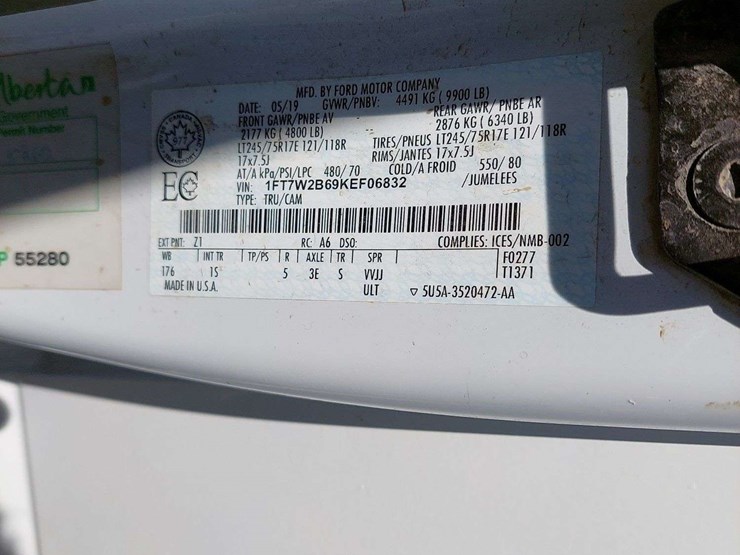 Albertan
Government
Permit Number
P 55280
MFD. BY FORD MOTOR COMPANY
DATE: 05/19 GVWR/PNBV: 4491 KG ( 9900 LB)
FRONT GAWR/PNBE AV REAR GAWR/ PNBE AR
2177 KG ( 4800 LB) 2876 KG ( 6340 LB)
LT245/75R17E 121/118R TIRES/PNEUS LT245/75R17E 121/118R
17x7.5J RIMS/JANTES 17x7.5J
AT/A kPa/PSI/LPC 480/70 COLD/A FROID 550/80
VIN: 1FT7W2B69KEF06832 /JUMELEES
TYPE: TRU/CAM
EC
EXT PNT: Z1 RC: A6 DSO: COMPLIES: ICES/NMB-002
WB INT TR TP/PS R AXLE TR SPR F0277
176 15 5 3E S VVJJ T1371
MADE IN U.S.A. ULT ▽ 5U5A-3520472-AA